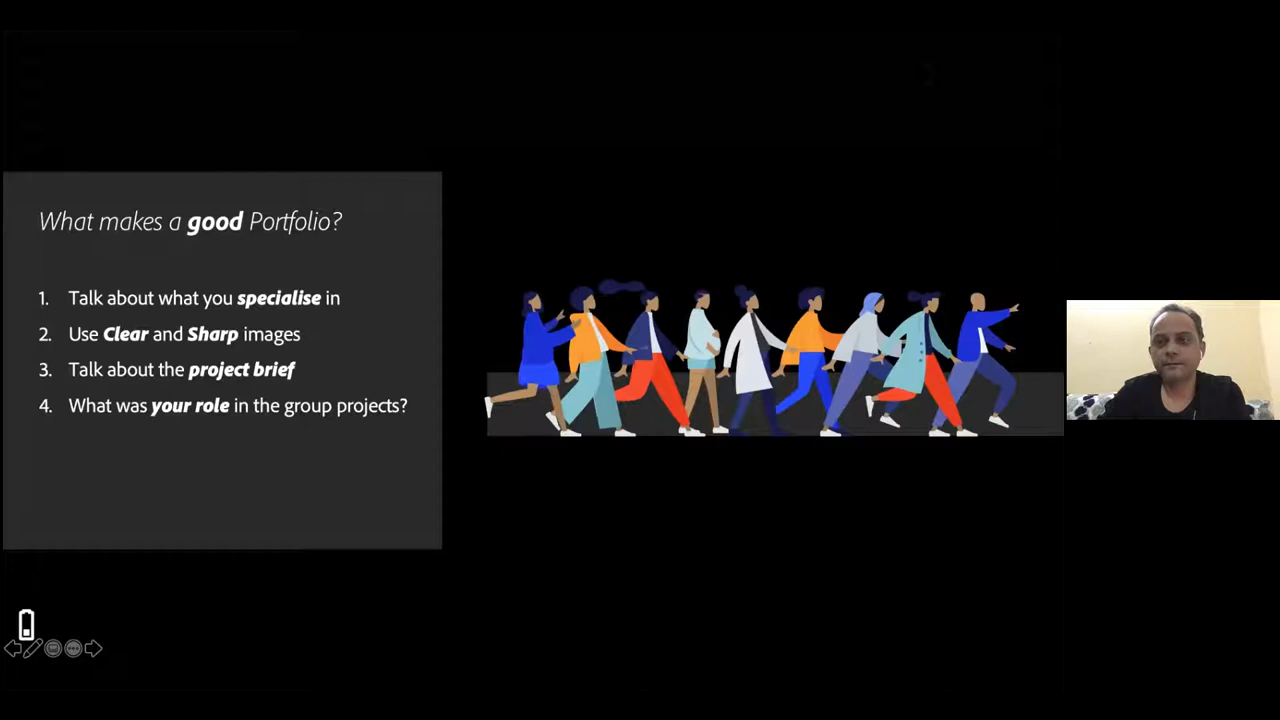 What makes a good Portfolio?
1. Talk about what you specialise in
2. Use Clear and Sharp images
3. Talk about the project brief
4. What was your role in the group projects?